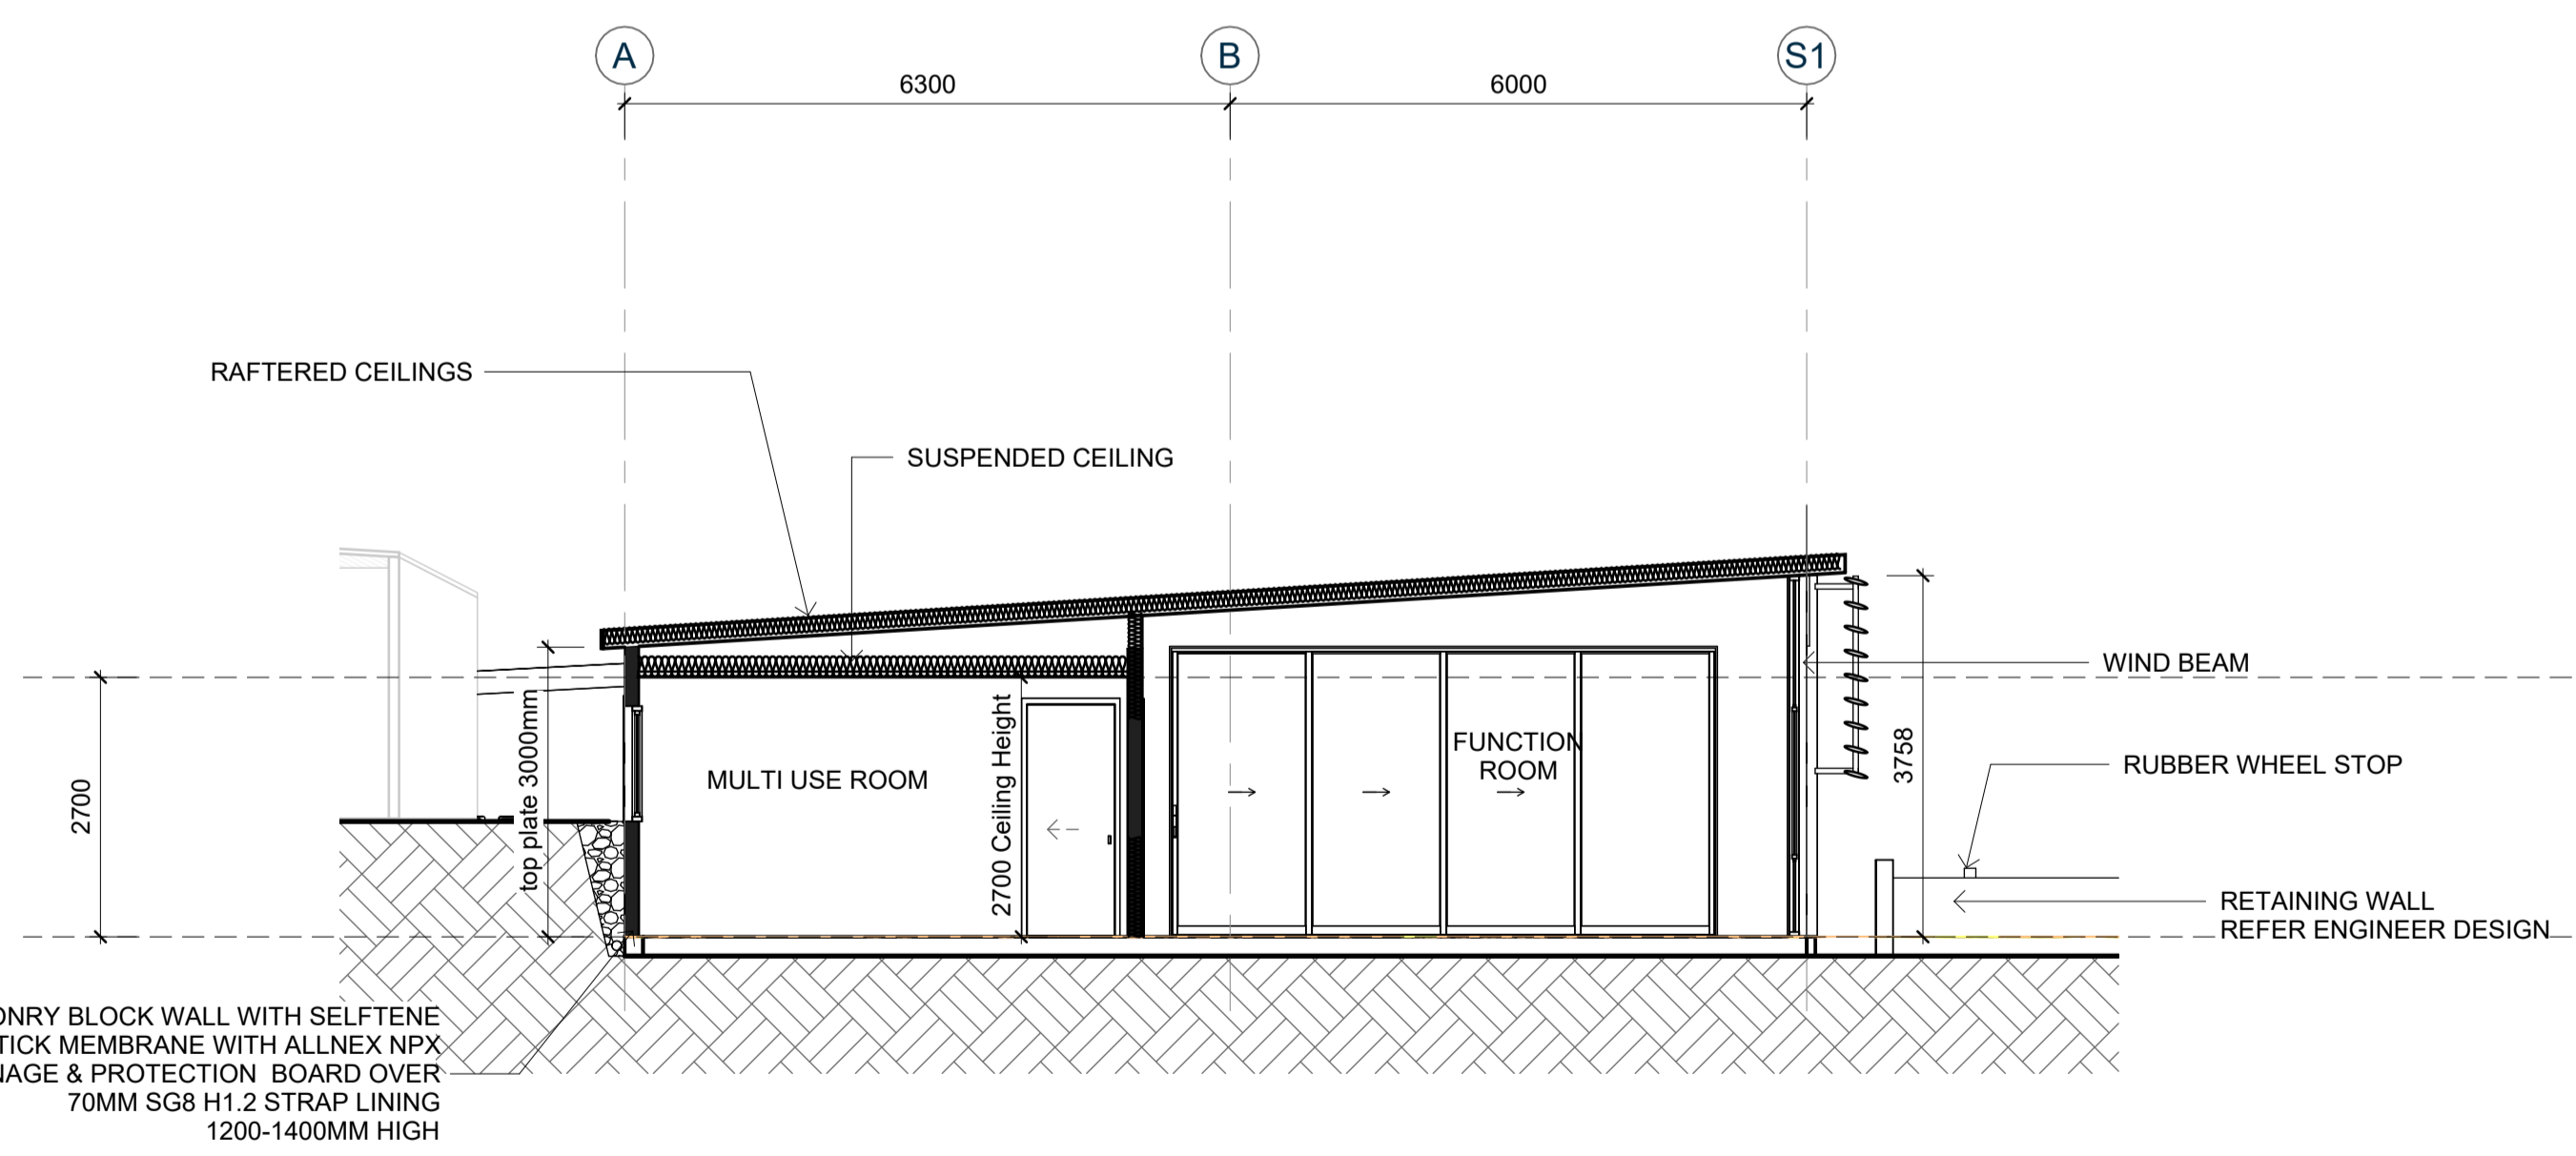 A
B
S1
6300
6000
RAFTERED CEILINGS
SUSPENDED CEILING
WIND BEAM
2700
top plate 3000mm
2700 Ceiling Height
MULTI USE ROOM
FUNCTION
ROOM
3758
RUBBER WHEEL STOP
RETAINING WALL
REFER ENGINEER DESIGN
ONRY BLOCK WALL WITH SELFTENE
TICK MEMBRANE WITH ALLNEX NPX
NAGE & PROTECTION BOARD OVER
70MM SG8 H1.2 STRAP LINING
1200-1400MM HIGH